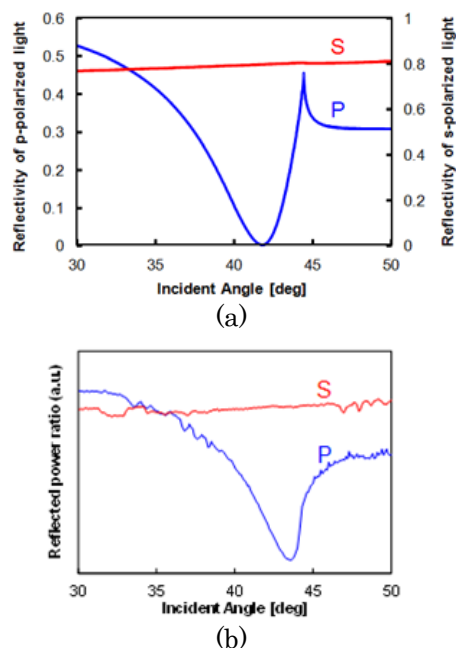 (a)
Reflectivity of p-polarized light
0.6
0.5
0.4
0.3
0.2
0.1
0
S
P
1
0.8
0.6
0.4
0.2
0
Reflectivity of s-polarized light
30 35 40 45 50
Incident Angle [deg]
(a)
Reflected power ratio (a.u.)
S
P
30 35 40 45 50
Incident Angle [deg]
(b)